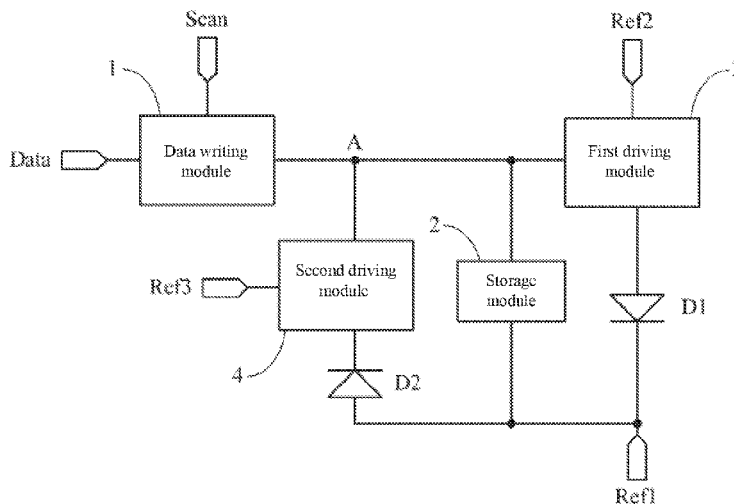 Scan
Ref2
1
Data
Data writing
module
A
First driving
module
2
Ref3
Second driving
module
Storage
module
D1
4
D2
Ref1